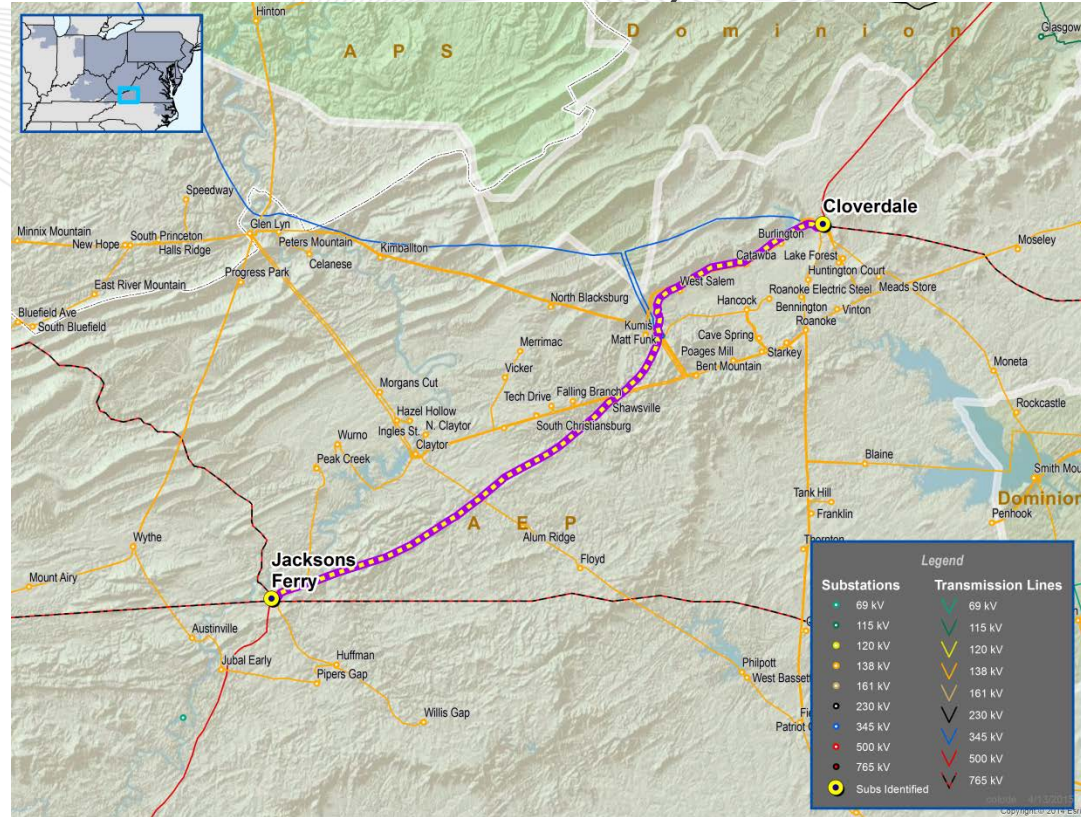 Hinton
A P S
D o m i n i o n
Glasgow
Speedway
Cloverdale
Minnix Mountain
New Hope
South Princeton
Halls Ridge
Glen Lyn
Peters Mountain
Celanese
Kimballton
Burlington
Catawba
Lake Forest
Huntington Court
Moseley
Progress Park
East River Mountain
Bluefield Ave
South Bluefield
North Blacksburg
West Salem
Hancock
Roanoke Electric Steel
Meads Store
Bennington
Vinton
Roanoke
Kumis
Matt Funk
Cave Spring
Starkey
Merrimac
Poages Mill
Bent Mountain
Vicker
Moneta
Morgans Cut
Tech Drive
Falling Branch
Shawsville
Rockcastle
Hazel Hollow
N. Claytor
Ingles St.
South Christiansburg
Wurno
Claytor
Peak Creek
Blaine
Smith Mou
Tank Hill
Franklin
Dominion
Penhook
A E P
Alum Ridge
Wythe
Floyd
Thornton
Jacksons
Ferry
Mount Airy
Austinville
Huffman
Jubal Early
Pipers Gap
Willis Gap
Philpott
West Bassett
Legend
Substations
Transmission Lines
69 kV
69 kV
115 kV
115 kV
120 kV
120 kV
138 kV
138 kV
161 kV
161 kV
230 kV
230 kV
345 kV
345 kV
500 kV
500 kV
765 kV
765 kV
Subs Identified
Copyright:© 2014 Esri